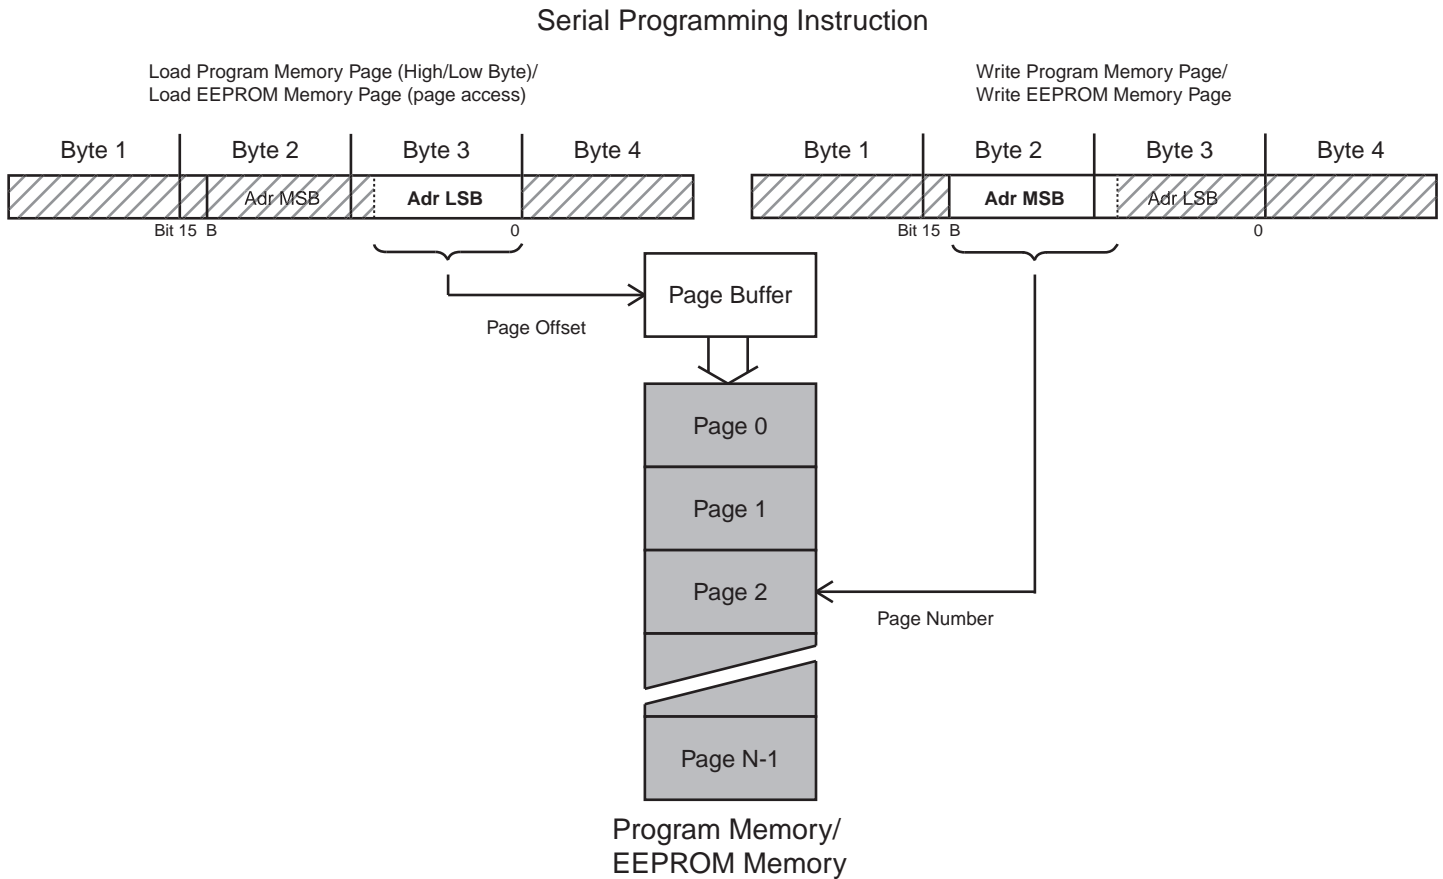 Serial Programming Instruction
Load Program Memory Page (High/Low Byte)/
Load EEPROM Memory Page (page access)
Write Program Memory Page/
Write EEPROM Memory Page
Byte 1 Byte 2 Byte 3 Byte 4
Adr MSB Adr LSB
Bit 15 B 0
Byte 1 Byte 2 Byte 3 Byte 4
Adr MSB Adr LSB
Bit 15 B 0
Page Buffer
Page Offset
Page 0
Page 1
Page 2
Page Number
Page N-1
Program Memory/
EEPROM Memory